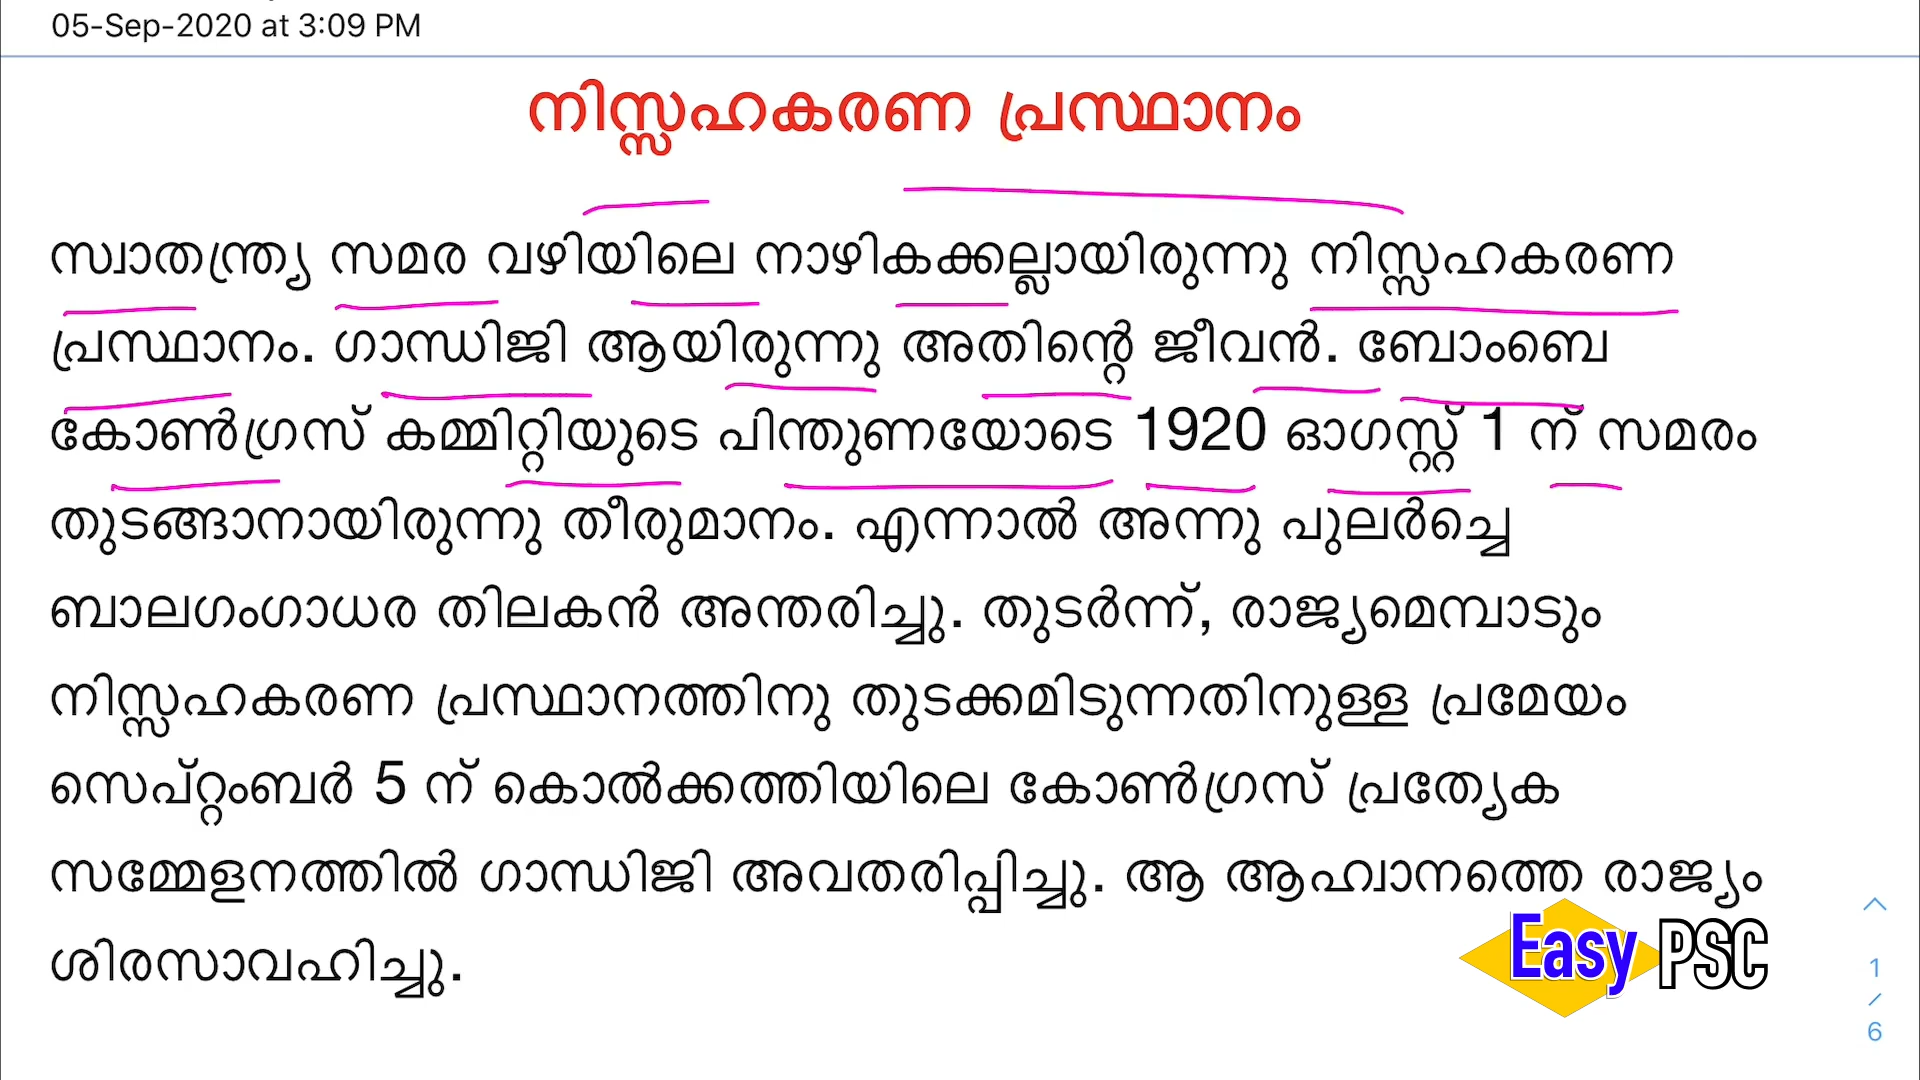 05-Sep-2020 at 3:09 PM
നിസ്സഹകരണ പ്രസ്ഥാനം
സ്വാതന്ത്ര്യ സമര വഴിയിലെ നാഴികക്കല്ലായിരുന്നു നിസ്സഹകരണ
പ്രസ്ഥാനം. ഗാന്ധിജി ആയിരുന്നു അതിന്റെ ജീവൻ. ബോംബെ
കോൺഗ്രസ് കമ്മിറ്റിയുടെ പിന്തുണയോടെ 1920 ഓഗസ്റ്റ് 1 ന് സമരം
തുടങ്ങാനായിരുന്നു തീരുമാനം. എന്നാൽ അന്നു പുലർച്ചെ
ബാലഗംഗാധര തിലകൻ അന്തരിച്ചു. തുടർന്ന്, രാജ്യമെമ്പാടും
നിസ്സഹകരണ പ്രസ്ഥാനത്തിനു തുടക്കമിടുന്നതിനുള്ള പ്രമേയം
സെപ്റ്റംബർ 5 ന് കൊൽക്കത്തിയിലെ കോൺഗ്രസ് പ്രത്യേക
സമ്മേളനത്തിൽ ഗാന്ധിജി അവതരിപ്പിച്ചു. ആ ആഹ്വാനത്തെ രാജ്യം
ശിരസാവഹിച്ചു.
Easy PSC
1
/
6